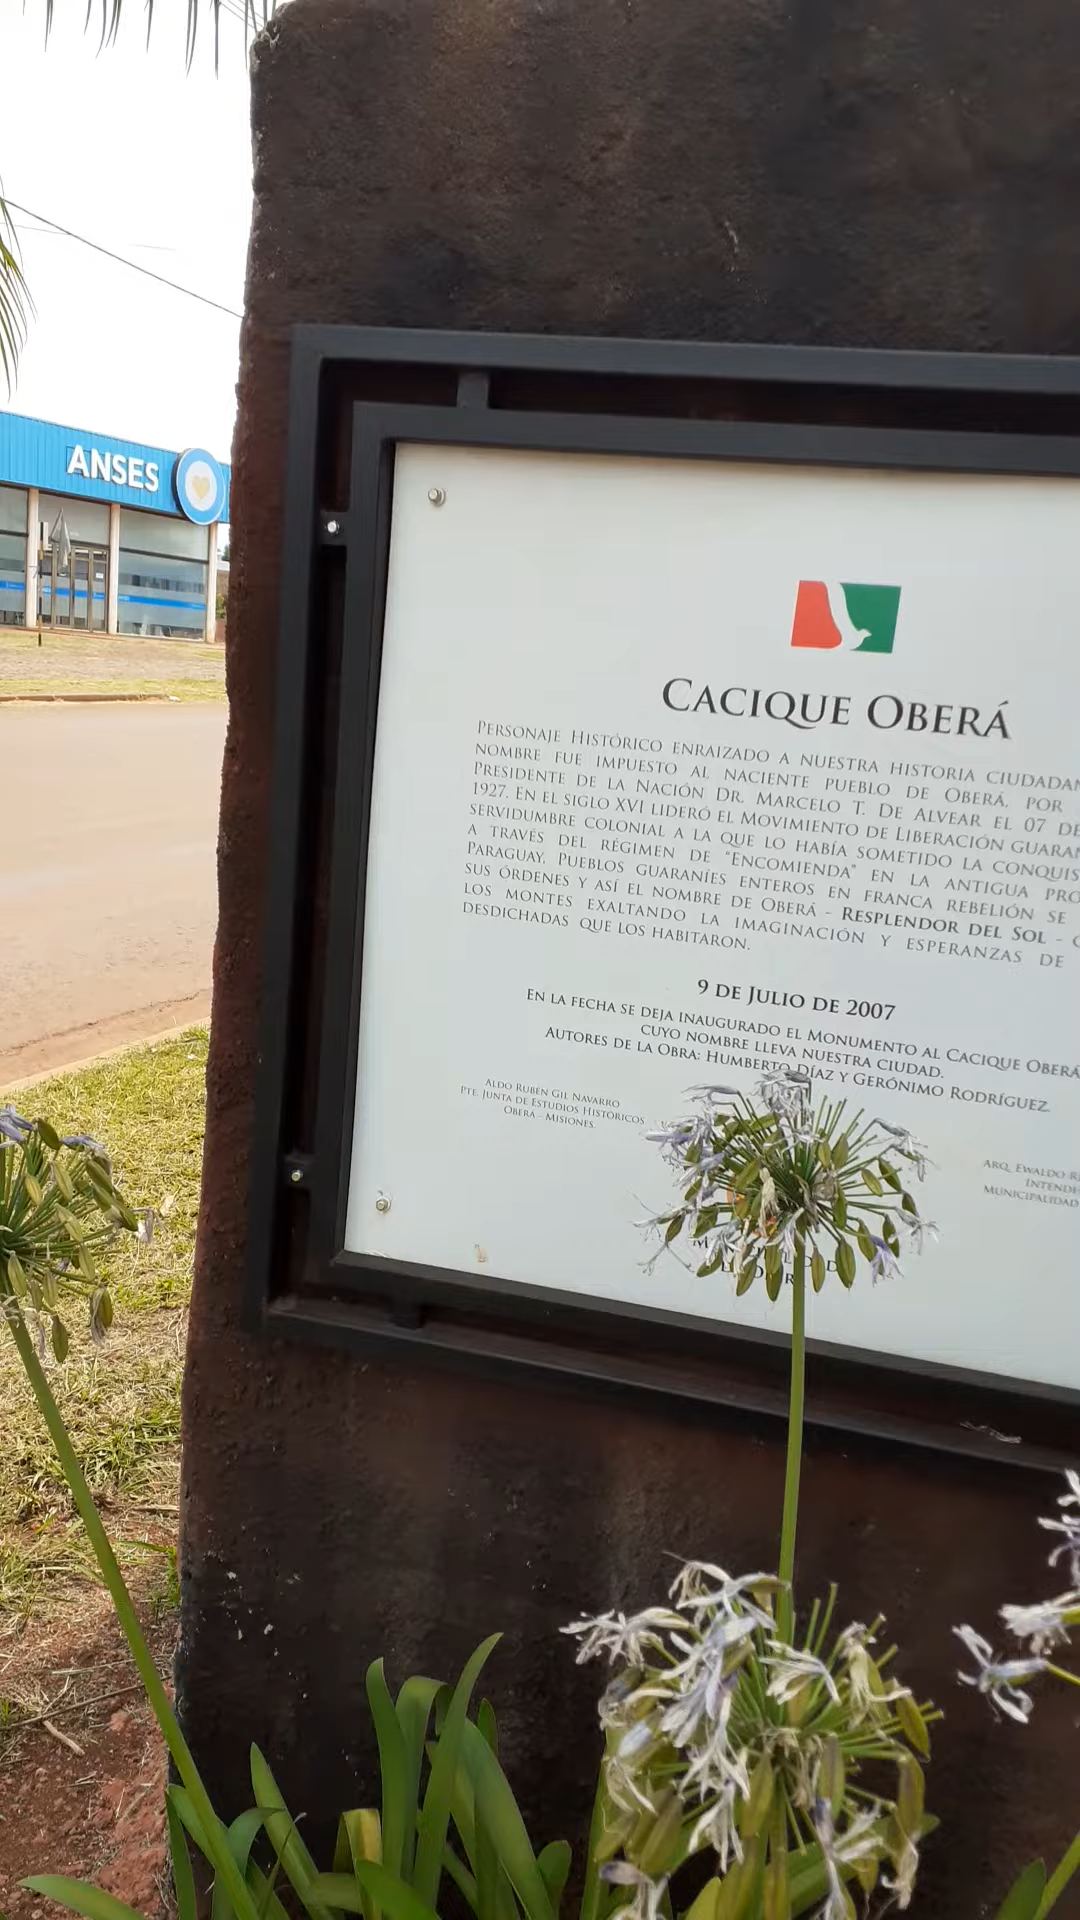 ANSES
CACIQUE OBERÁ
PERSONAJE HISTÓRICO ENRAIZADO A NUESTRA HISTORIA
NOMBRE FUE IMPUESTO AL NACIENTE PUEBLO DE OBERÁ, POR
PRESIDENTE DE LA NACIÓN DR. MARCELO T. DE ALVEAR EL 07 DE
1927. EN EL SIGLO XVI LIDERÓ EL MOVIMIENTO DE LIBERACIÓN
SERVIDUMBRE COLONIAL A LA QUE LO HABÍA SOMETIDO LA
A TRAVÉS DEL RÉGIMEN DE "ENCOMIENDA" EN LA ANTIGUA
PARAGUAY, PUEBLOS GUARANÍES ENTEROS EN FRANCA REBELIÓN SE
SUS ÓRDENES Y ASÍ EL NOMBRE DE OBERÁ - RESPLENDOR DEL SOL -
LOS MONTES EXALTANDO LA IMAGINACIÓN Y ESPERANZAS DE
DESDICHADAS QUE LOS HABITARON.
9 DE JULIO DE 2007
EN LA FECHA SE DEJA INAUGURADO EL MONUMENTO AL CACIQUE OBERÁ
CUYO NOMBRE LLEVA NUESTRA CIUDAD.
AUTORES DE LA OBRA: HUMBERTO DÍAZ Y GERÓNIMO RODRÍGUEZ.
ALDO RUBÉN GIL NAVARRO
PTE. JUNTA DE ESTUDIOS HISTÓRICOS
OBERÁ - MISIONES.
ARQ. EWALDO
MUNICIPALIDAD